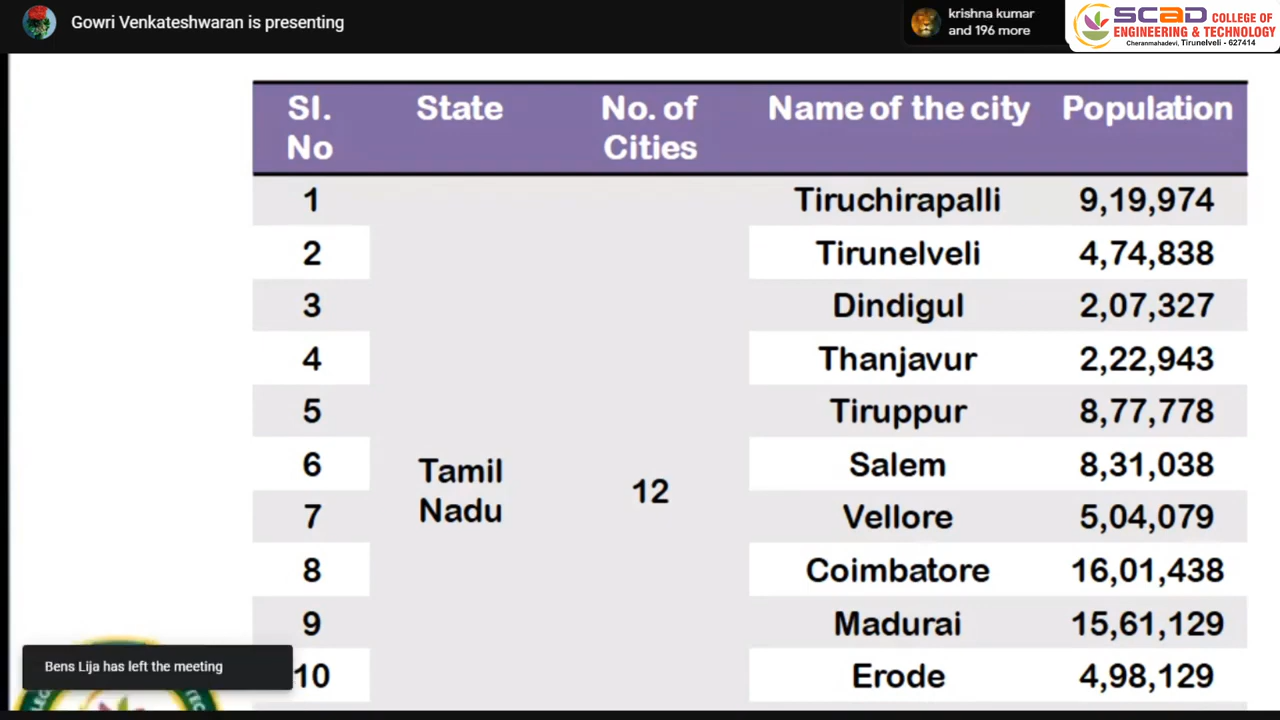 Gowri Venkateshwaran is presenting
krishna kumar
and 196 more
SCAD COLLEGE OF
ENGINEERING & TECHNOLOGY
Cheranmahadevi, Tirunelveli - 627414
Sl. No State No. of Cities Name of the city Population
1 Tiruchirapalli 9,19,974
2 Tirunelveli 4,74,838
3 Dindigul 2,07,327
4 Thanjavur 2,22,943
5 Tiruppur 8,77,778
6 Salem 8,31,038
Tamil Nadu 12
7 Vellore 5,04,079
8 Coimbatore 16,01,438
9 Madurai 15,61,129
10 Erode 4,98,129
Bens Lija has left the meeting